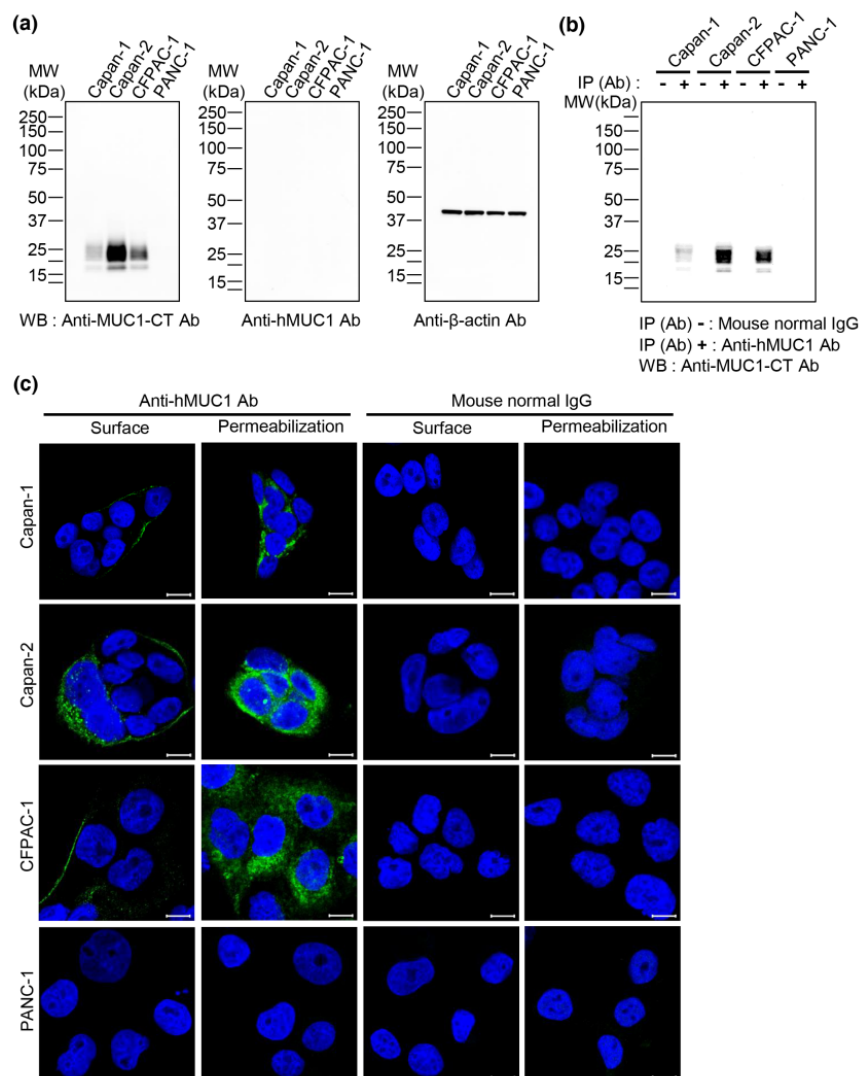 (a)
MW
(kDa)
Capan-1
Capan-2
CFPAC-1
PANC-1
250
150
100
75
50
37
25
15
WB : Anti-MUC1-CT Ab
MW
(kDa)
Capan-1
Capan-2
CFPAC-1
PANC-1
250
150
100
75
50
37
25
15
Anti-hMUC1 Ab
MW
(kDa)
Capan-1
Capan-2
CFPAC-1
PANC-1
250
150
100
75
50
37
25
15
Anti-β-actin Ab
(b)
Capan-1
Capan-2
CFPAC-1
PANC-1
IP (Ab) : - + - + - + - +
MW(kDa)
250
150
100
75
50
37
25
15
IP (Ab) - : Mouse normal IgG
IP (Ab) + : Anti-hMUC1 Ab
WB : Anti-MUC1-CT Ab
(c)
Anti-hMUC1 Ab Mouse normal IgG
Surface Permeabilization Surface Permeabilization
Capan-1
Capan-2
CFPAC-1
PANC-1